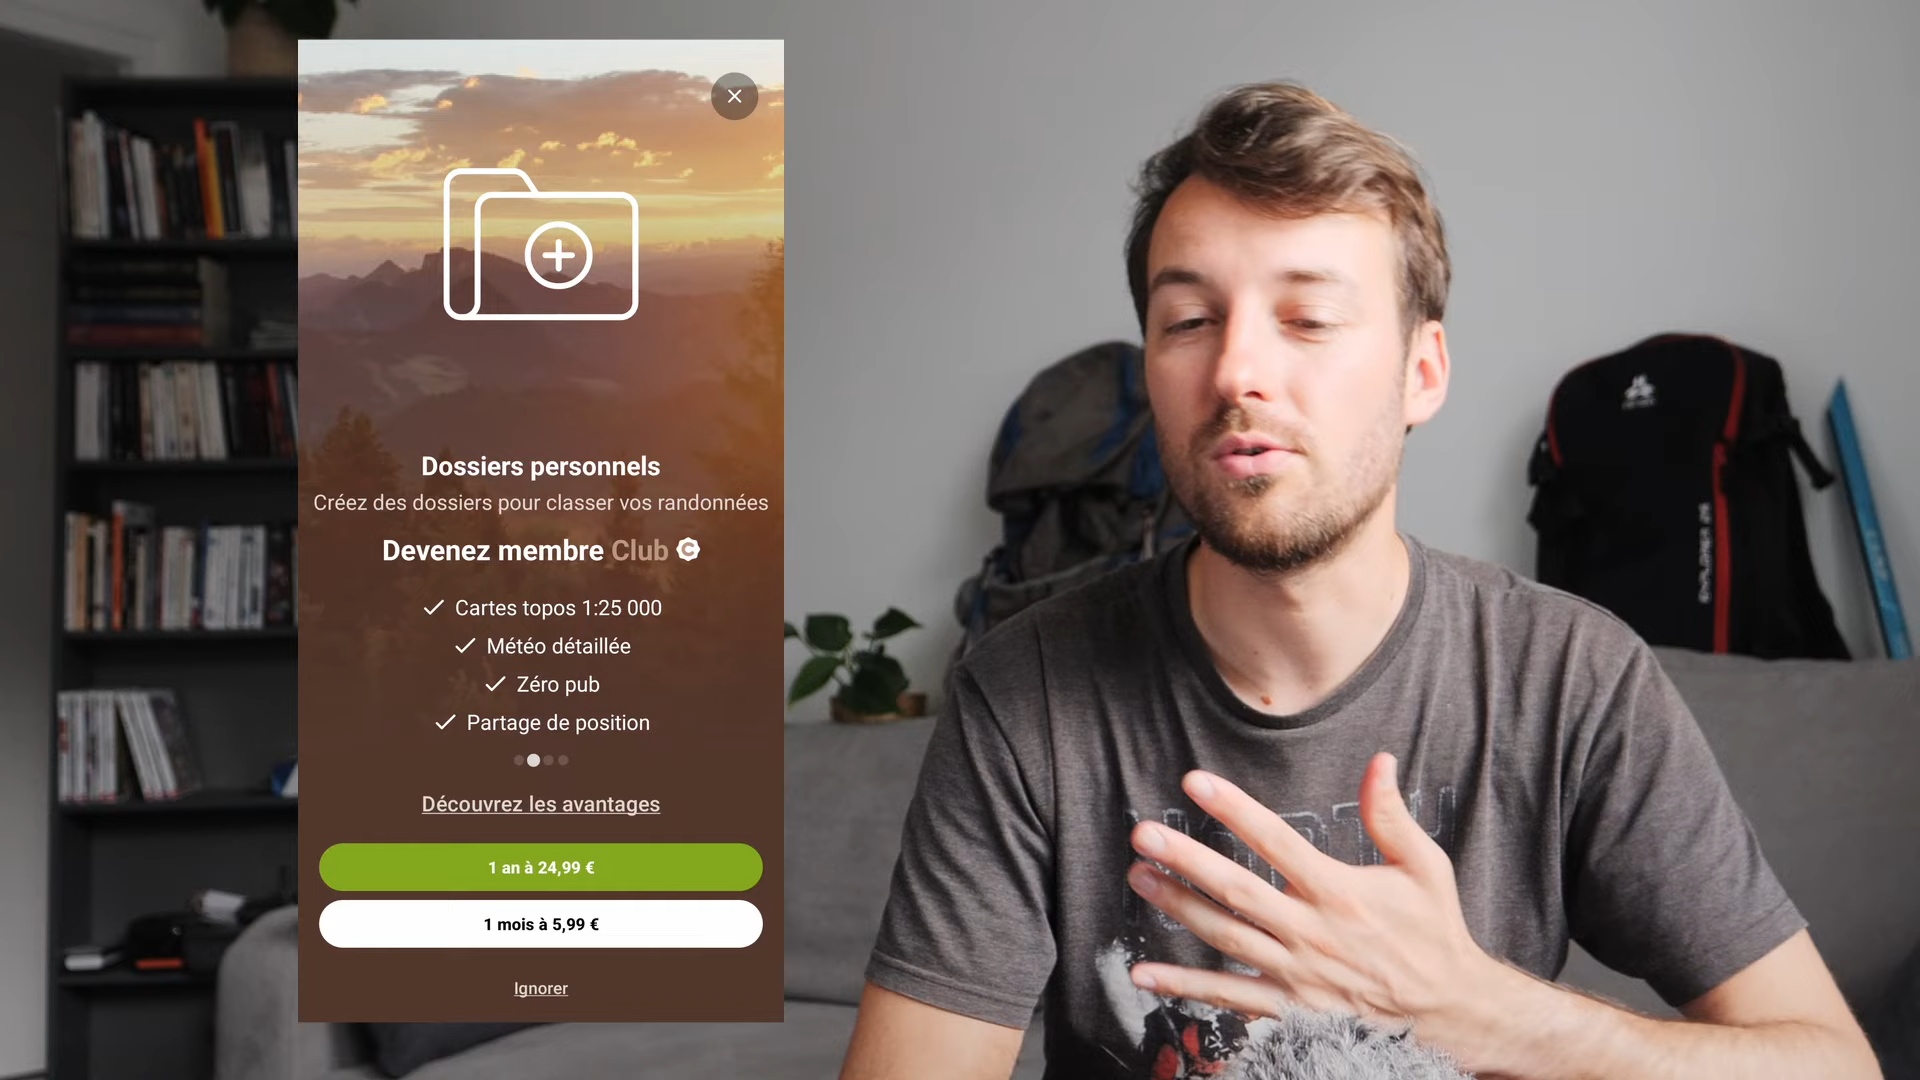 Dossiers personnels
Créez des dossiers pour classer vos randonnées
Devenez membre Club
Cartes topos 1:25 000
Météo détaillée
Zéro pub
Partage de position
Découvrez les avantages
1 an à 24,99 €
1 mois à 5,99 €
Ignorer